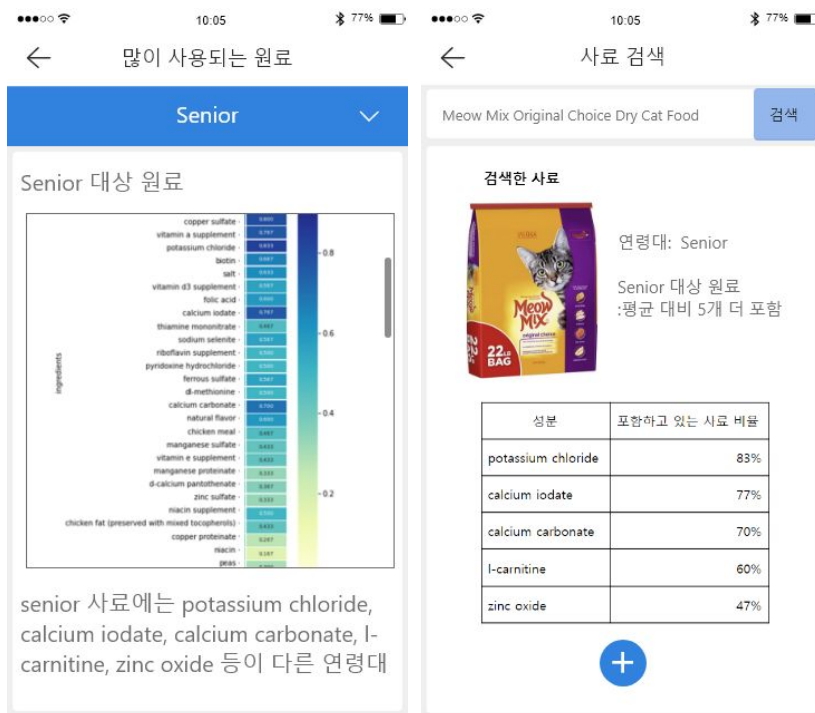 10:05
77%
많이 사용되는 원료
Senior
Senior 대상 원료
copper sulfate
vitamin a supplement
potassium chloride
biotin
salt
vitamin d3 supplement
folic acid
calcium iodate
thiamine mononitrate
sodium selenite
riboflavin supplement
pyridoxine hydrochloride
ferrous sulfate
dl-methionine
calcium carbonate
natural flavor
chicken meal
manganese sulfate
vitamin e supplement
manganese proteinate
d-calcium pantothenate
zinc sulfate
niacin supplement
chicken fat (preserved with mixed tocopherols)
copper proteinate
niacin
peas
ingredients
0.8
0.6
0.4
0.2
senior 사료에는 potassium chloride,
calcium iodate, calcium carbonate, l-
carnitine, zinc oxide 등이 다른 연령대
10:05
77%
사료 검색
Meow Mix Original Choice Dry Cat Food
검색
검색한 사료
Meow
Mix
original choice
22LB
BAG
연령대: Senior
Senior 대상 원료
:평균 대비 5개 더 포함
성분 포함하고 있는 사료 비율
potassium chloride 83%
calcium iodate 77%
calcium carbonate 70%
l-carnitine 60%
zinc oxide 47%